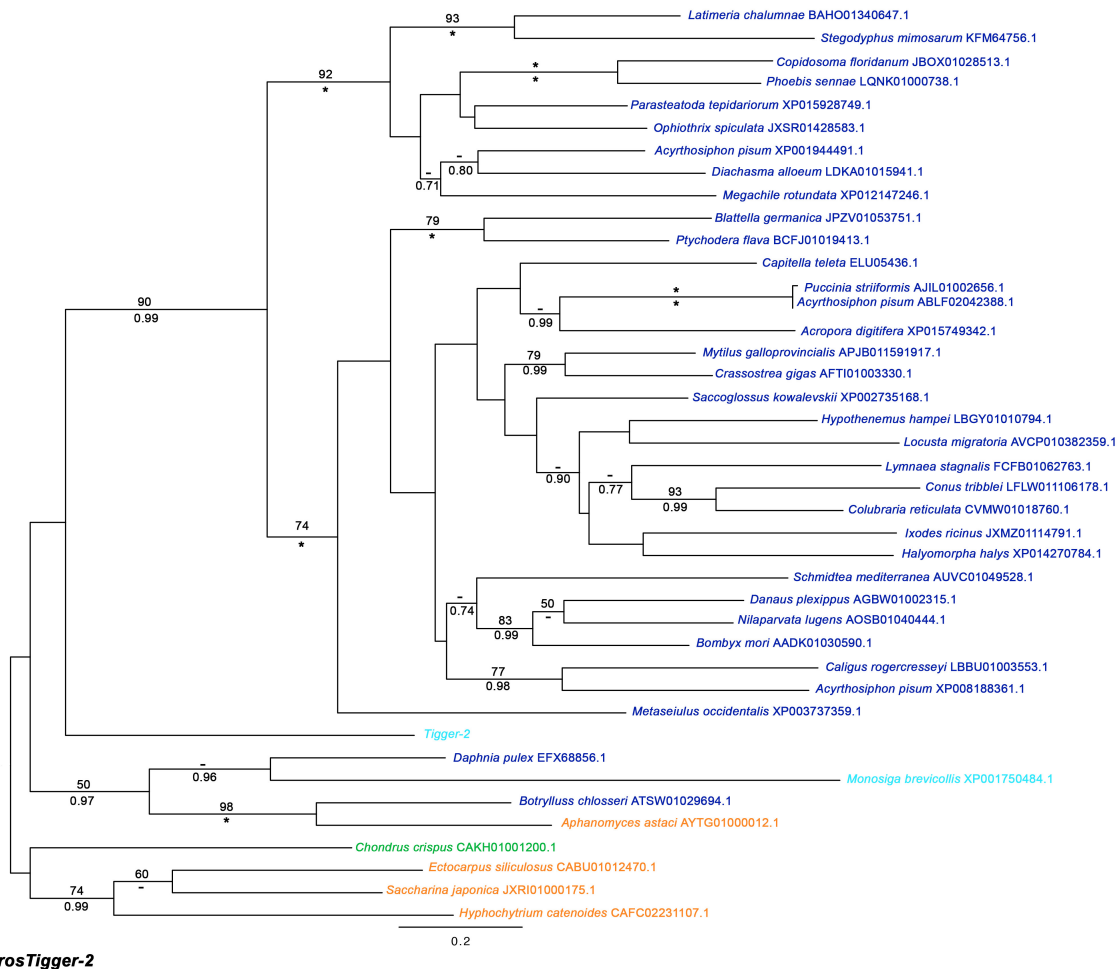 Latimeria chalumnae BAHO01340647.1
93
*
Stegodyphus mimosarum KFM64756.1
Copidosoma floridanum JBOX01028513.1
*
*
92
*
Phoebis sennae LQNK01000738.1
Parasteatoda tepidariorum XP015928749.1
Ophiothrix spiculata JXSR01428583.1
Acyrthosiphon pisum XP001944491.1
–
0.80
Diachasma alloeum LDKA01015941.1
–
0.71
Megachile rotundata XP012147246.1
Blattella germanica JPZV01053751.1
79
*
Ptychodera flava BCFJ01019413.1
Capitella teleta ELU05436.1
Puccinia striiformis AJIL01002656.1
*
*
Acyrthosiphon pisum ABLF02042388.1
90
0.99
–
0.99
Acropora digitifera XP015749342.1
Mytilus galloprovincialis APJB011591917.1
79
0.99
Crassostrea gigas AFTI01003330.1
Saccoglossus kowalevskii XP002735168.1
Hypothenemus hampei LBGY01010794.1
Locusta migratoria AVCP010382359.1
–
0.90
Lymnaea stagnalis FCFB01062763.1
–
0.77
Conus tribblei LFLW011106178.1
93
0.99
Colubraria reticulata CVMW01018760.1
74
*
Ixodes ricinus JXMZ01114791.1
Halyomorpha halys XP014270784.1
Schmidtea mediterranea AUVC01049528.1
–
0.74
Danaus plexippus AGBW01002315.1
50
–
Nilaparvata lugens AOSB01040444.1
83
0.99
Bombyx mori AADK01030590.1
Caligus rogercresseyi LBBU01003553.1
77
0.98
Acyrthosiphon pisum XP008188361.1
Metaseiulus occidentalis XP003737359.1
Tigger-2
Daphnia pulex EFX68856.1
–
0.96
Monosiga brevicollis XP001750484.1
50
0.97
Botrylluss chlosseri ATSW01029694.1
98
*
Aphanomyces astaci AYTG01000012.1
Chondrus crispus CAKH01001200.1
Ectocarpus siliculosus CABU01012470.1
60
–
Saccharina japonica JXRI01000175.1
74
0.99
Hyphochytrium catenoides CAFC02231107.1
0.2
rosTigger-2